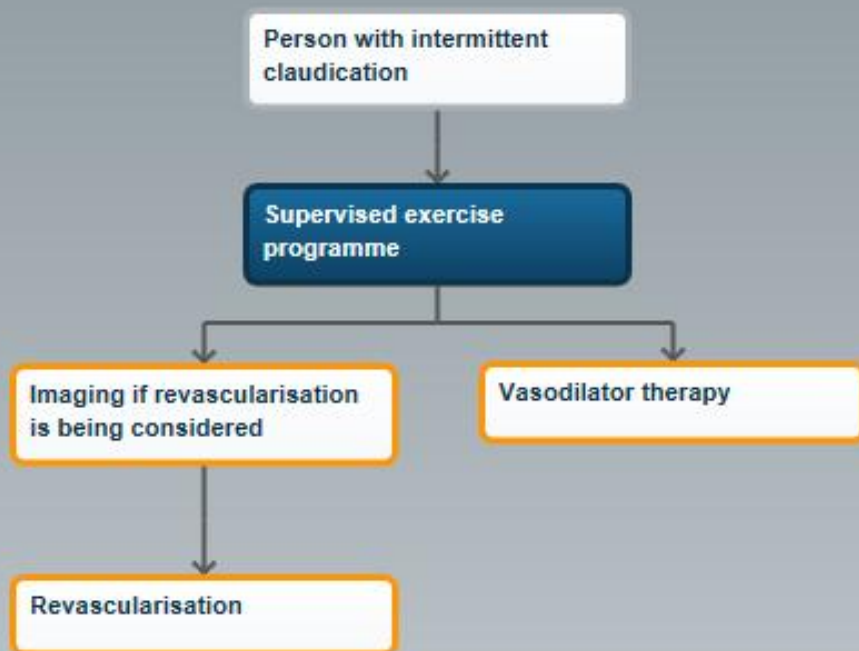 Person with intermittent
claudication
Supervised exercise
programme
Imaging if revascularisation
is being considered
Vasodilator therapy
Revascularisation